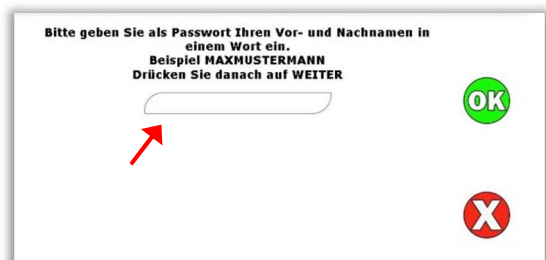 Bitte geben Sie als Passwort Ihren Vor- und Nachnamen in
einem Wort ein.
Beispiel MAXMUSTERMANN
Drücken Sie danach auf WEITER
OK
X